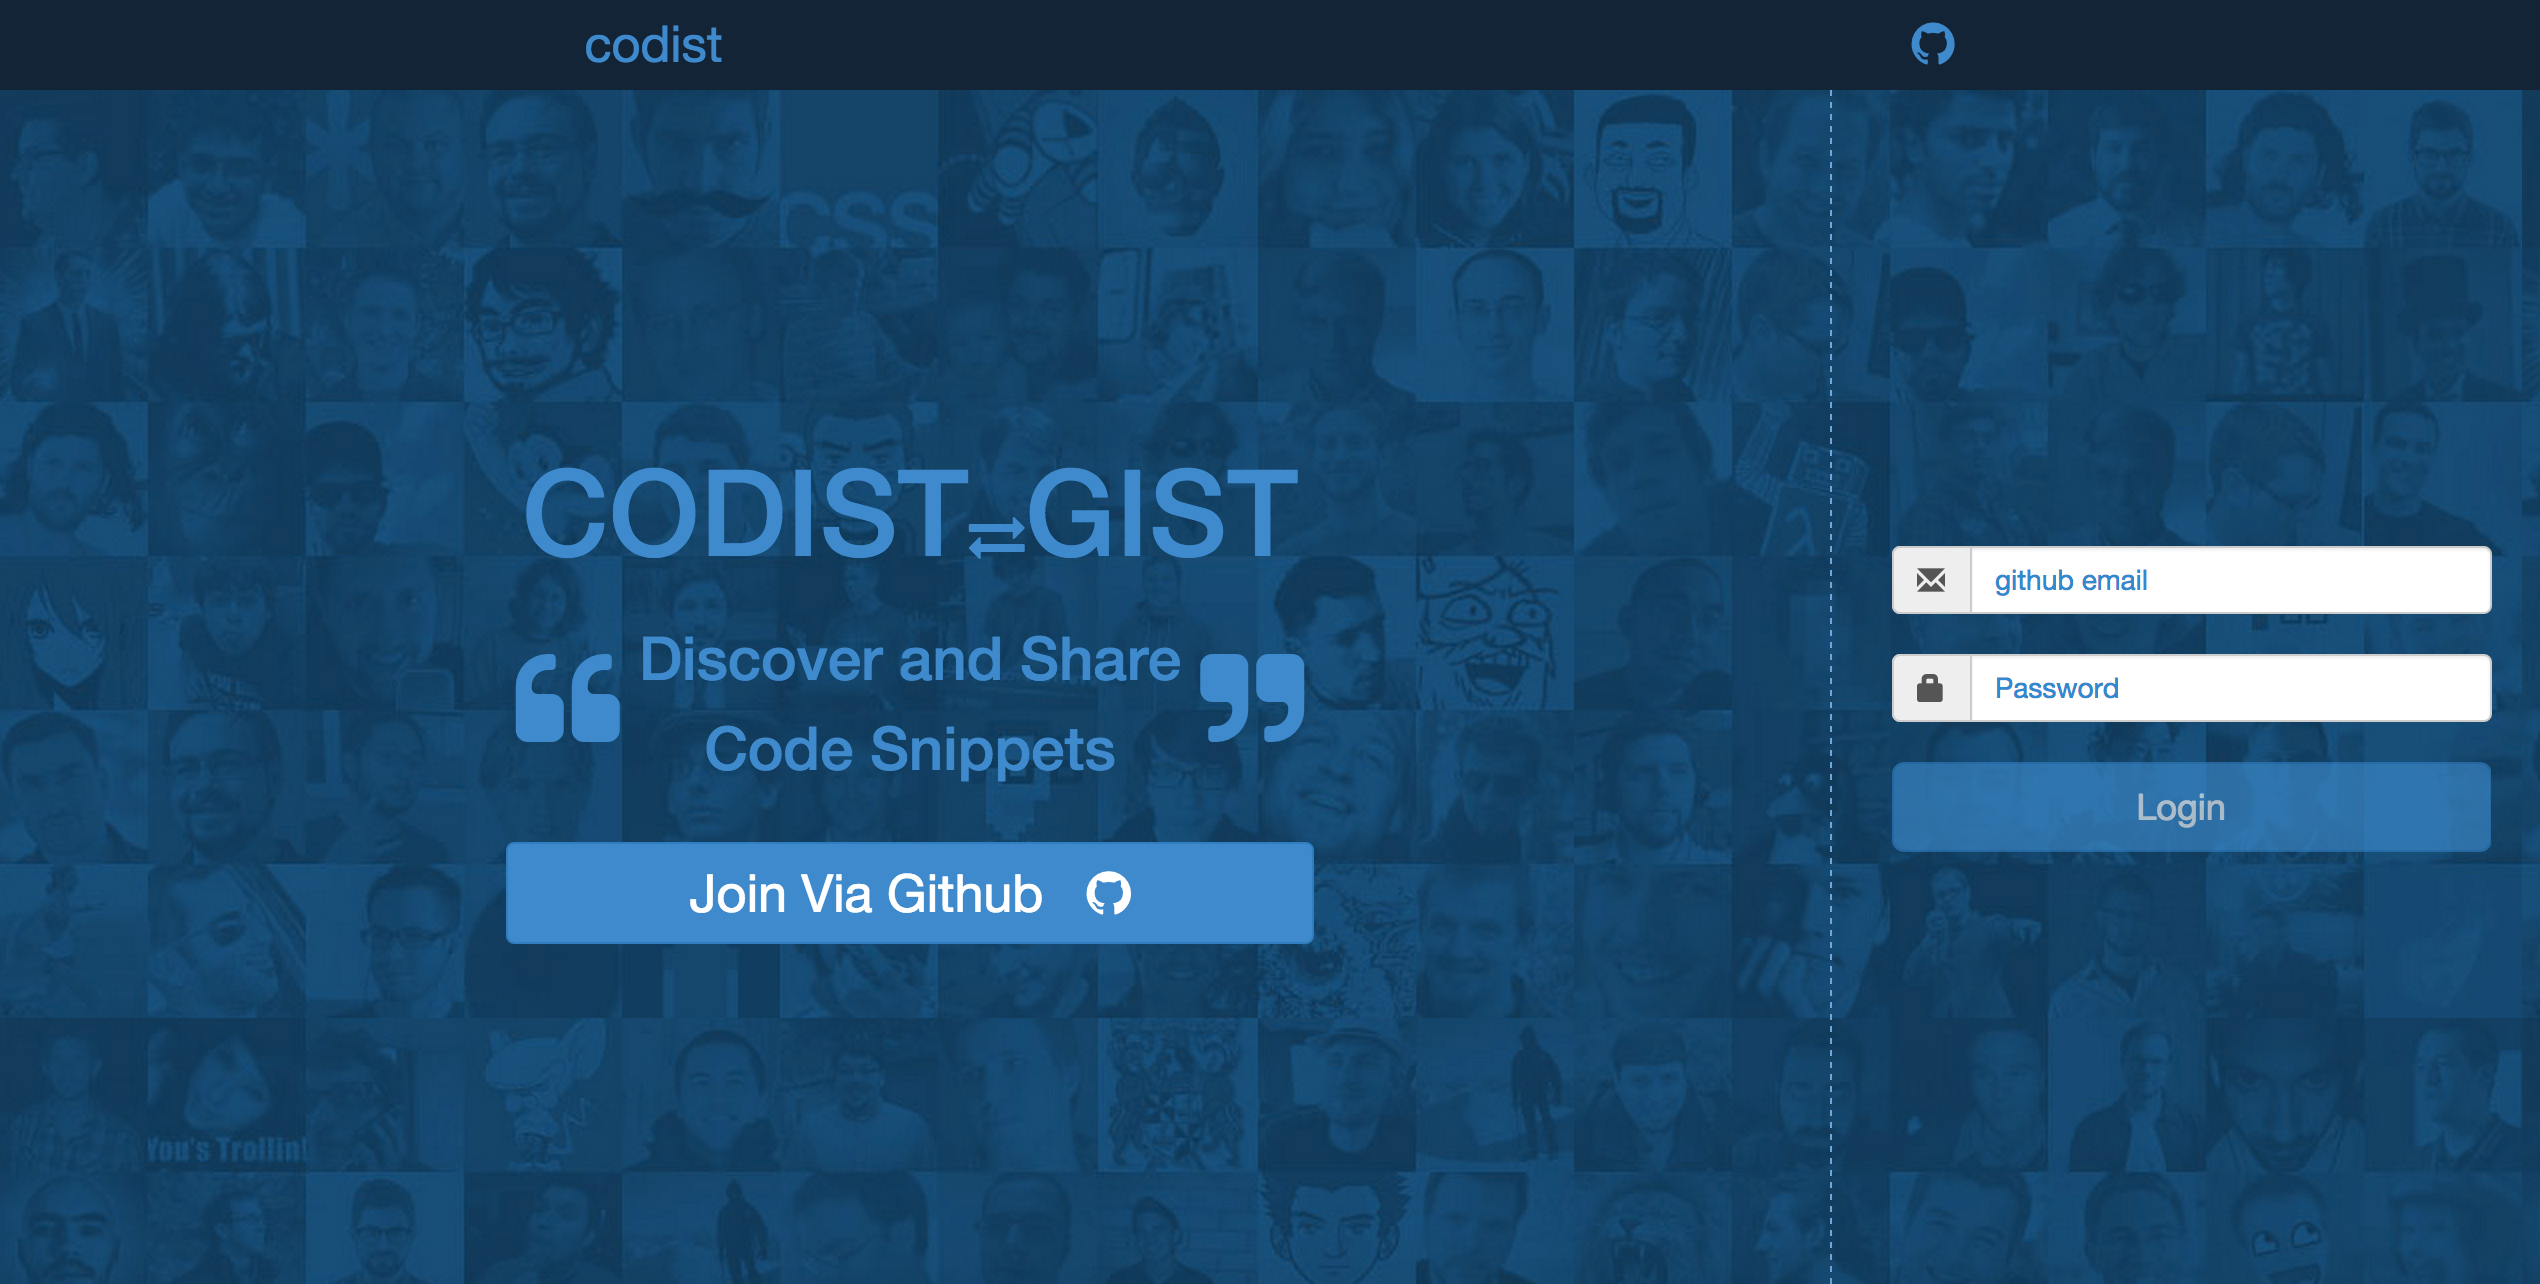 codist
CODIST GIST
Discover and Share
Code Snippets
Join Via Github
github email
Password
Login
CSS
You's Trollin!